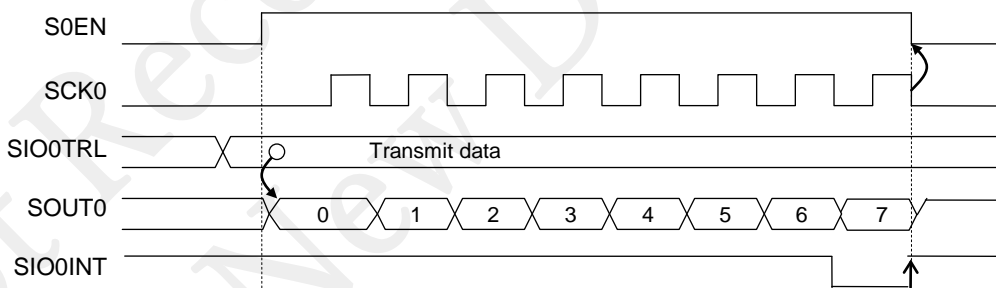 S0EN
SCK0
SIO0TRL
Transmit data
SOUT0
0 1 2 3 4 5 6 7
SIO0INT